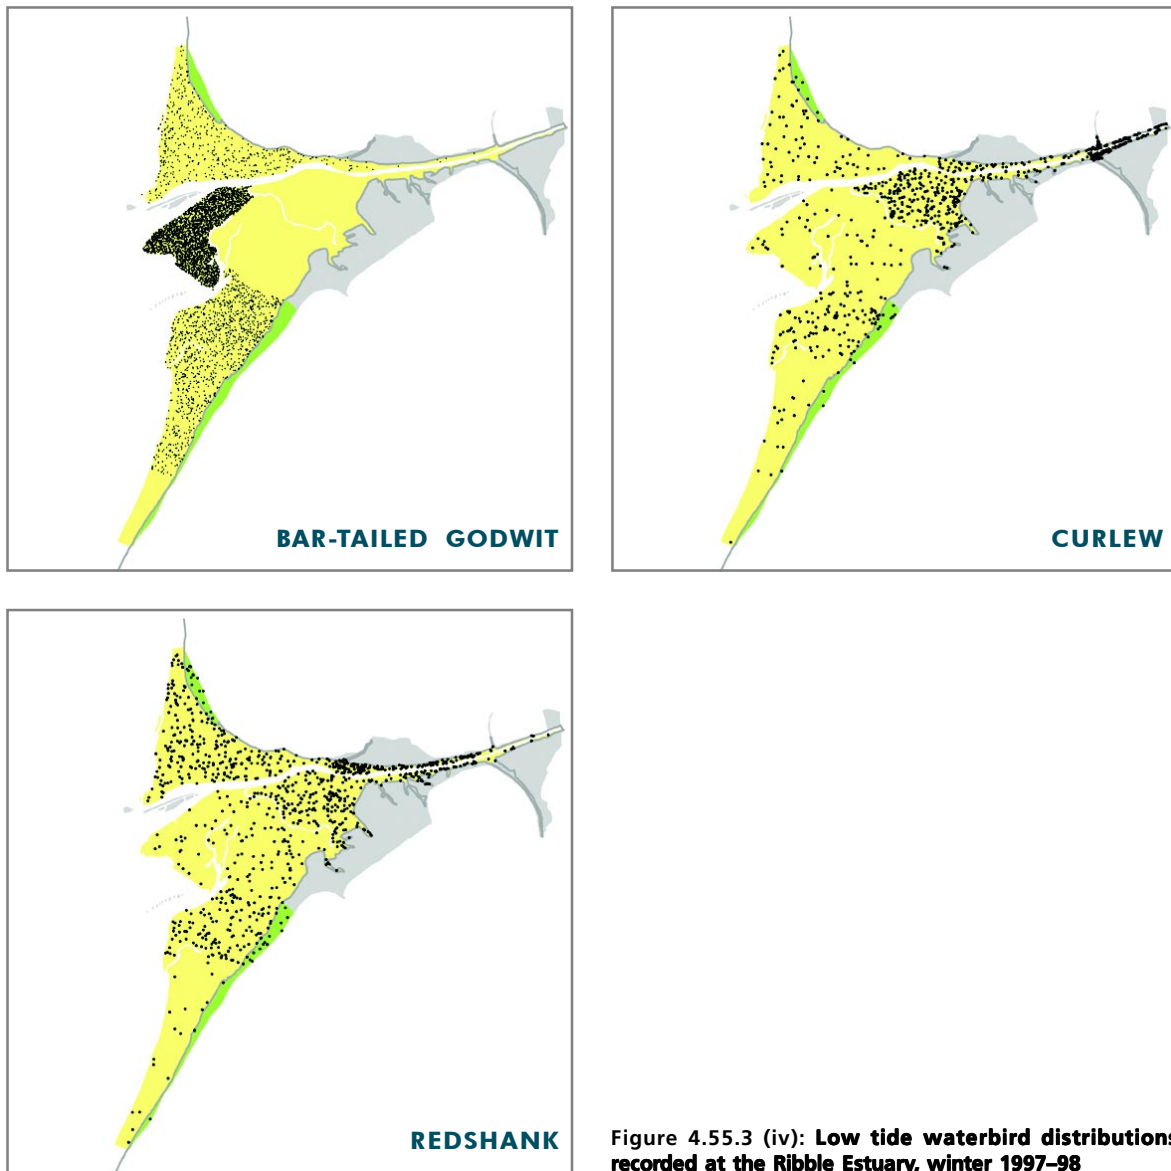 BAR-TAILED GODWIT
CURLEW
REDSHANK
Figure 4.55.3 (iv): Low tide waterbird distributions
recorded at the Ribble Estuary, winter 1997–98